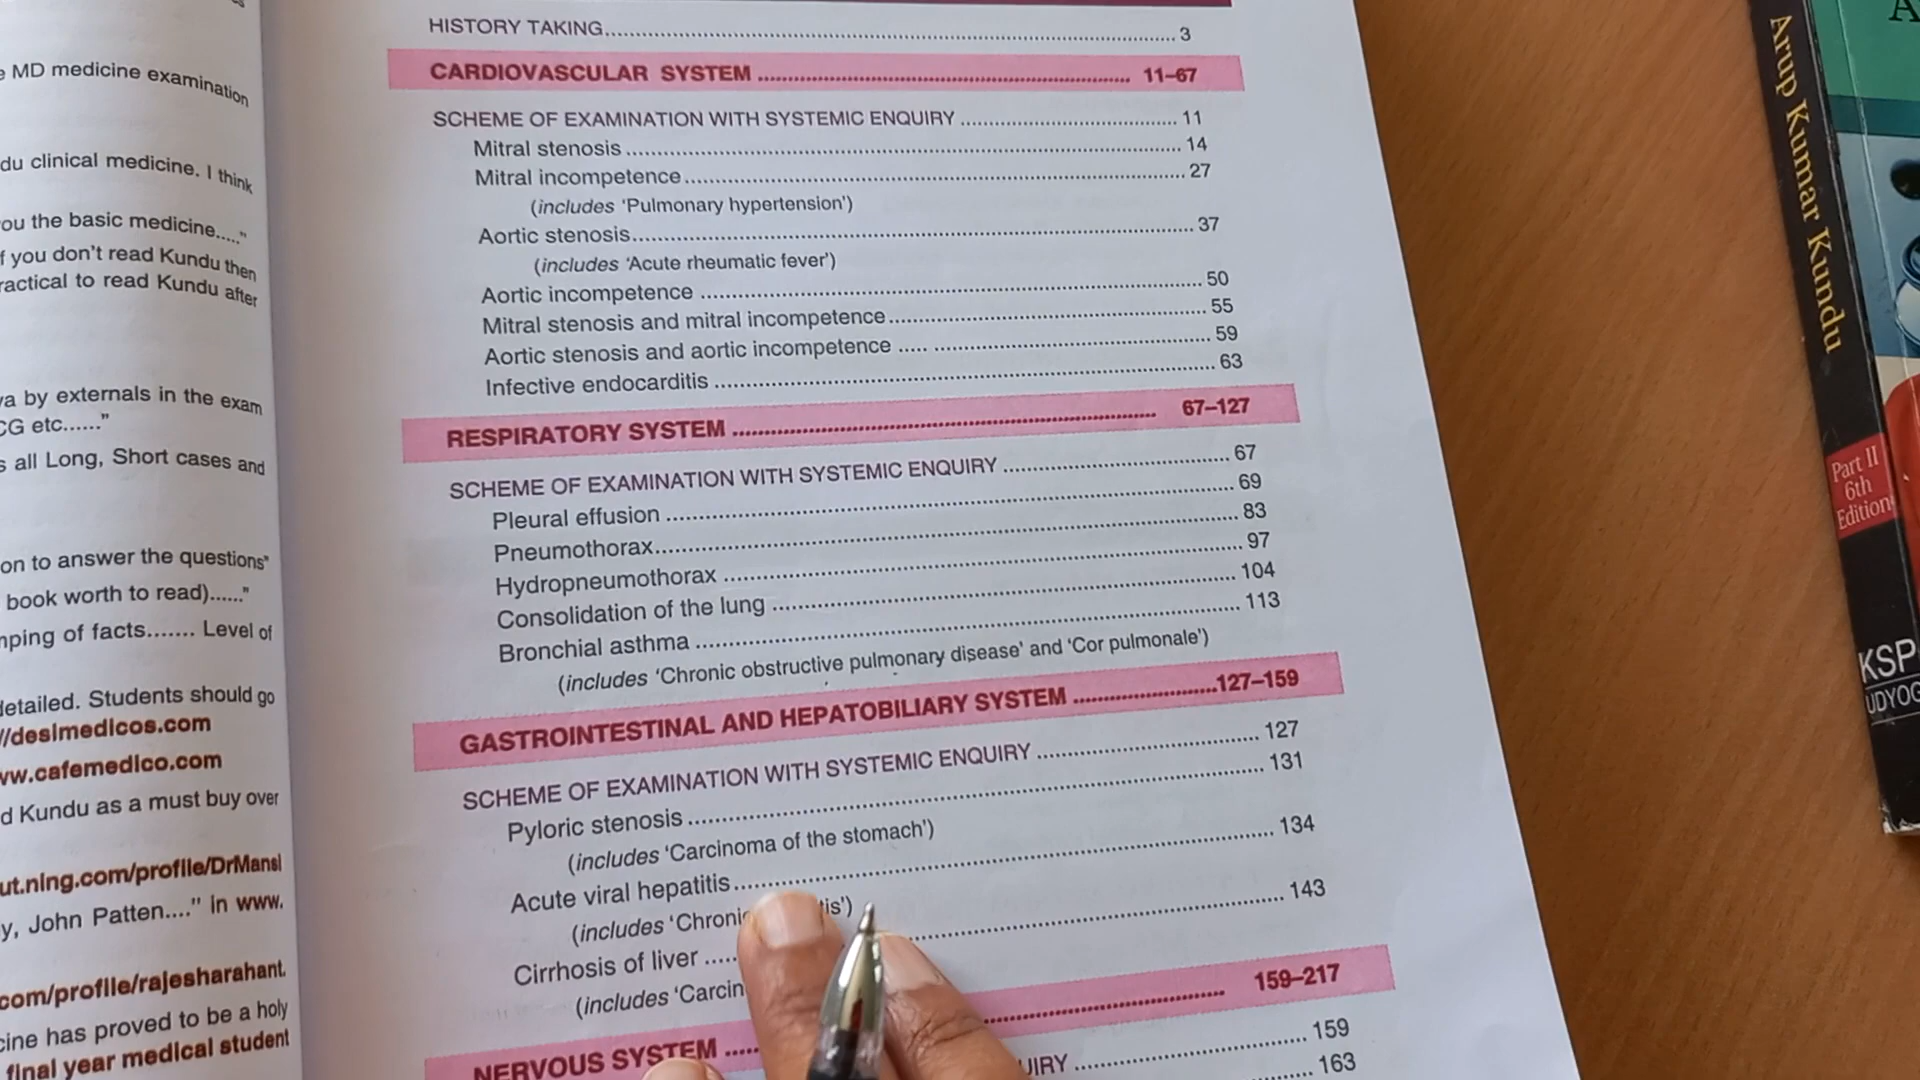 e MD medicine examination
du clinical medicine. I think
ou the basic medicine....."
f you don't read Kundu then
ractical to read Kundu after
va by externals in the exam
CG etc......"
s all Long, Short cases and
on to answer the questions"
book worth to read)......"
nping of facts....... Level of
detailed. Students should go
//desimedicos.com
ww.cafemedico.com
d Kundu as a must buy over
ut.ning.com/profile/DrMansi
y, John Patten...." in www.
com/profile/rajesharahant.
cine has proved to be a holy
final year medical student
HISTORY TAKING............ 3
CARDIOVASCULAR SYSTEM ............ 11–67
SCHEME OF EXAMINATION WITH SYSTEMIC ENQUIRY ............ 11
Mitral stenosis ............ 14
Mitral incompetence............ 27
(includes 'Pulmonary hypertension')
Aortic stenosis............ 37
(includes 'Acute rheumatic fever')
Aortic incompetence ............ 50
Mitral stenosis and mitral incompetence............ 55
Aortic stenosis and aortic incompetence ..... ............ 59
Infective endocarditis ............ 63
RESPIRATORY SYSTEM ............ 67–127
SCHEME OF EXAMINATION WITH SYSTEMIC ENQUIRY ............ 67
Pleural effusion ............ 69
Pneumothorax............ 83
Hydropneumothorax ............ 97
Consolidation of the lung ............ 104
Bronchial asthma ............ 113
(includes 'Chronic obstructive pulmonary disease' and 'Cor pulmonale')
GASTROINTESTINAL AND HEPATOBILIARY SYSTEM ............127–159
SCHEME OF EXAMINATION WITH SYSTEMIC ENQUIRY ............ 127
Pyloric stenosis ............ 131
(includes 'Carcinoma of the stomach')
Acute viral hepatitis............ 134
(includes 'Chronic tis')
Cirrhosis of liver ............ 143
(includes 'Carcin
NERVOUS SYSTEM ............ 159–217
UIRY ............ 159
............ 163
Arup Kumar Kundu
Part II
6th
Edition
KSP
UDYOG
A